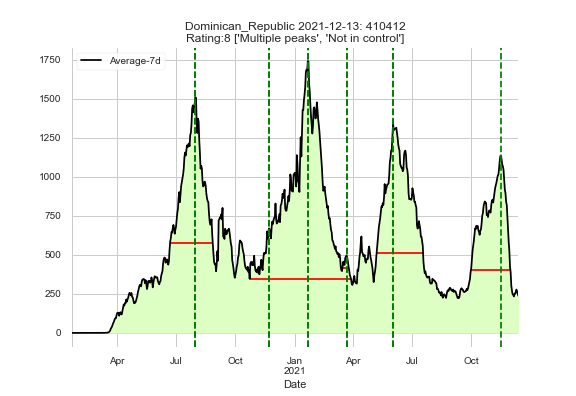 Dominican_Republic 2021-12-13: 410412
Rating:8 ['Multiple peaks', 'Not in control']
Average-7d
1750
1500
1250
1000
750
500
250
0
Apr Jul Oct Jan Apr Jul Oct
2021
Date